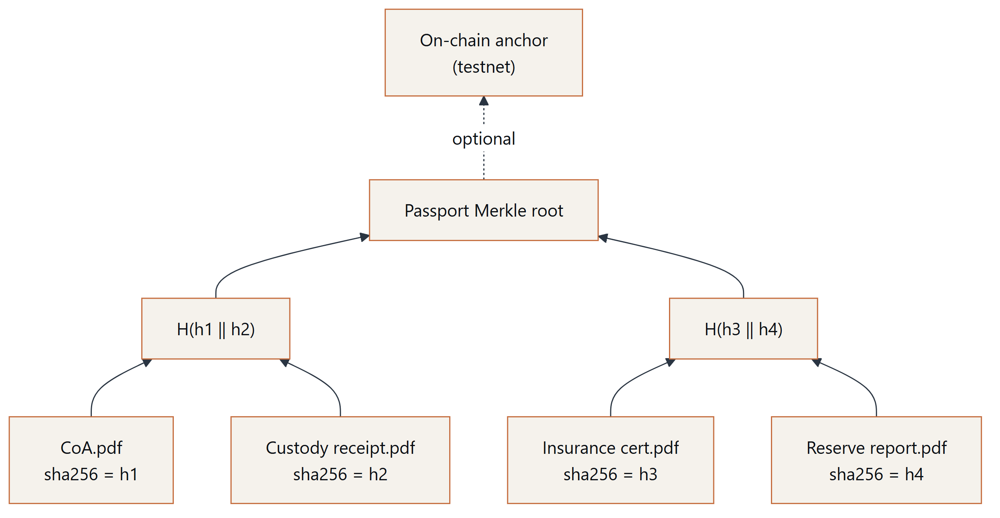 On-chain anchor
(testnet)
optional
Passport Merkle root
H(h1 || h2)
H(h3 || h4)
CoA.pdf
sha256 = h1
Custody receipt.pdf
sha256 = h2
Insurance cert.pdf
sha256 = h3
Reserve report.pdf
sha256 = h4